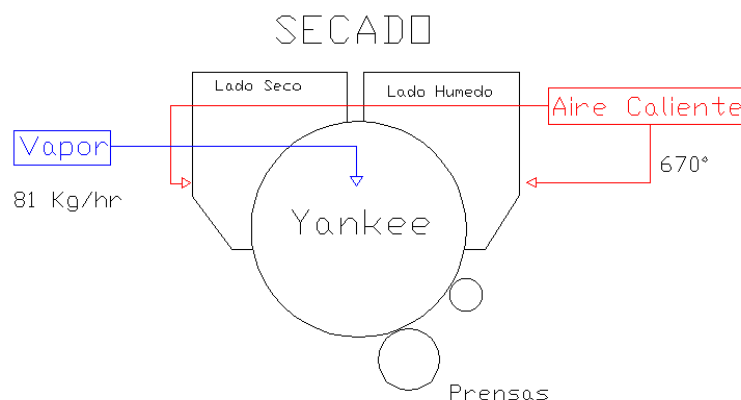 SECADO
Lado Seco
Lado Humedo
Aire Caliente
Vapor
670°
81 Kg/hr
Yankee
Prensas